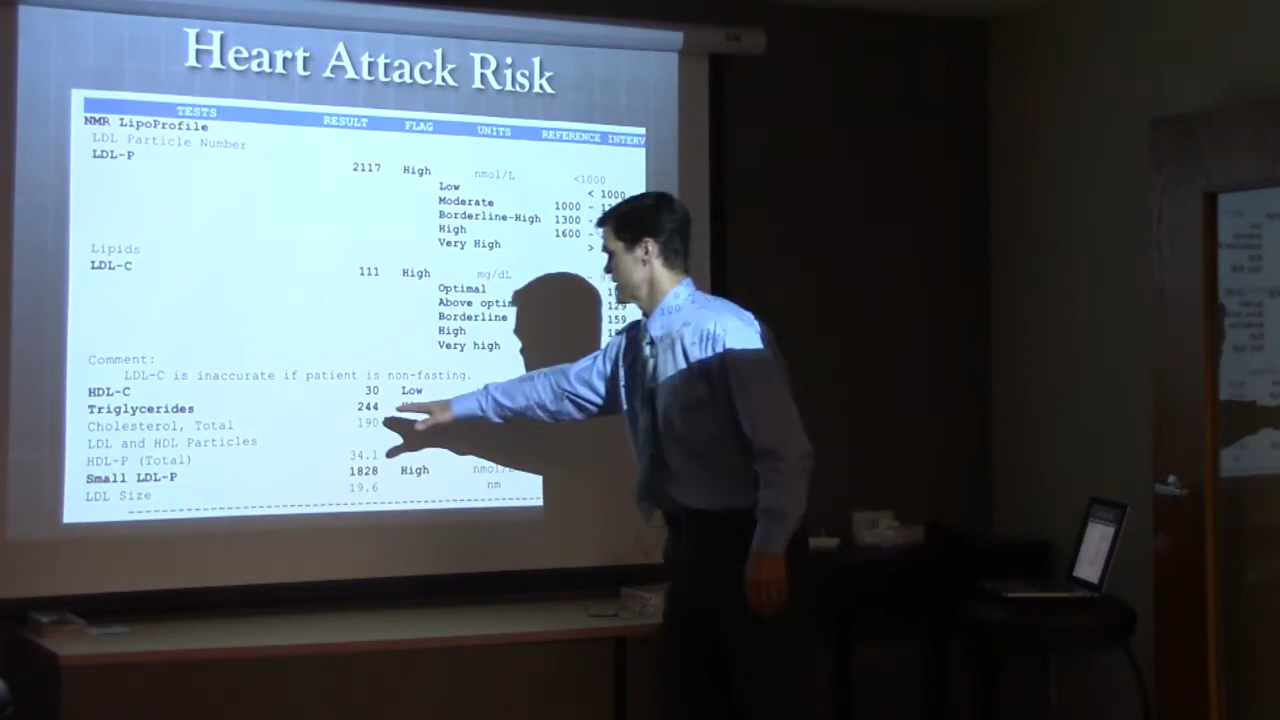 Heart Attack Risk
TESTS RESULT FLAG UNITS REFERENCE INTERV
NMR LipoProfile
LDL Particle Number
LDL-P 2117 High nmol/L <1000
Low < 1000
Moderate 1000 -
Borderline-High 1300 -
High 1600 -
Very High >
Lipids
LDL-C 111 High mg/dL
Optimal
Above optim
Borderline 159
High
Very high
Comment:
LDL-C is inaccurate if patient is non-fasting.
HDL-C 30 Low
Triglycerides 244
Cholesterol, Total 190
LDL and HDL Particles
HDL-P (Total) 34.1
Small LDL-P 1828 High nmol/L
LDL Size 19.6 nm